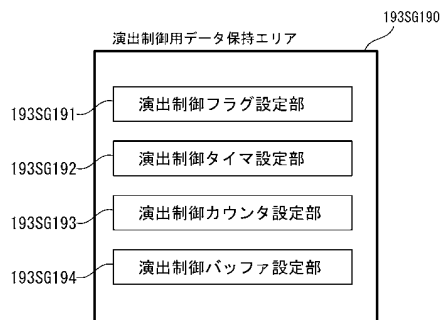 193SG190
演出制御用データ保持エリア
193SG191
演出制御フラグ設定部
193SG192
演出制御タイマ設定部
193SG193
演出制御カウンタ設定部
193SG194
演出制御バッファ設定部